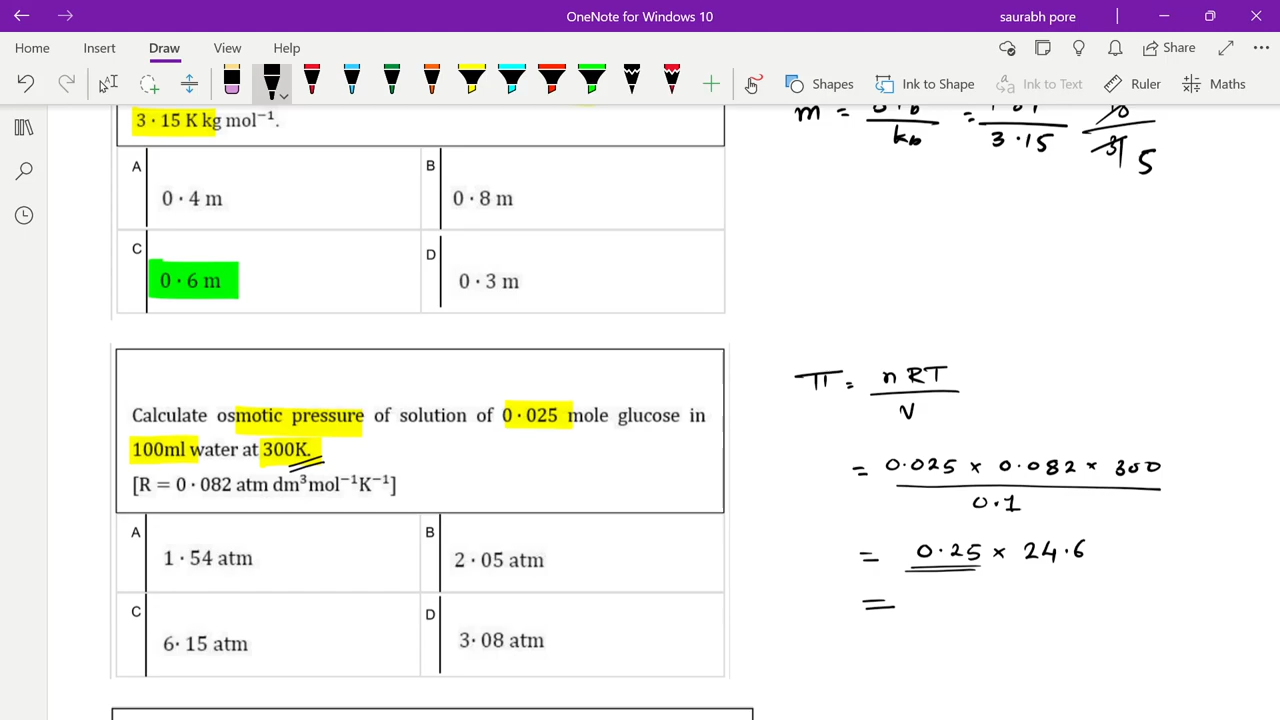 OneNote for Windows 10
saurabh pore
Home Insert Draw View Help
Share
Shapes Ink to Shape Ink to Text Ruler Maths
3 · 15 K kg mol⁻¹.
m = = 
kb 3·15 5
A 0 · 4 m
B 0 · 8 m
C 0 · 6 m
D 0 · 3 m
Calculate osmotic pressure of solution of 0 · 025 mole glucose in
100ml water at 300K.
[R = 0 · 082 atm dm³mol⁻¹K⁻¹]
A 1 · 54 atm
B 2 · 05 atm
C 6· 15 atm
D 3· 08 atm
π = nRT
V
= 0.025 × 0.082 × 300
0.1
= 0.25 × 24.6
=